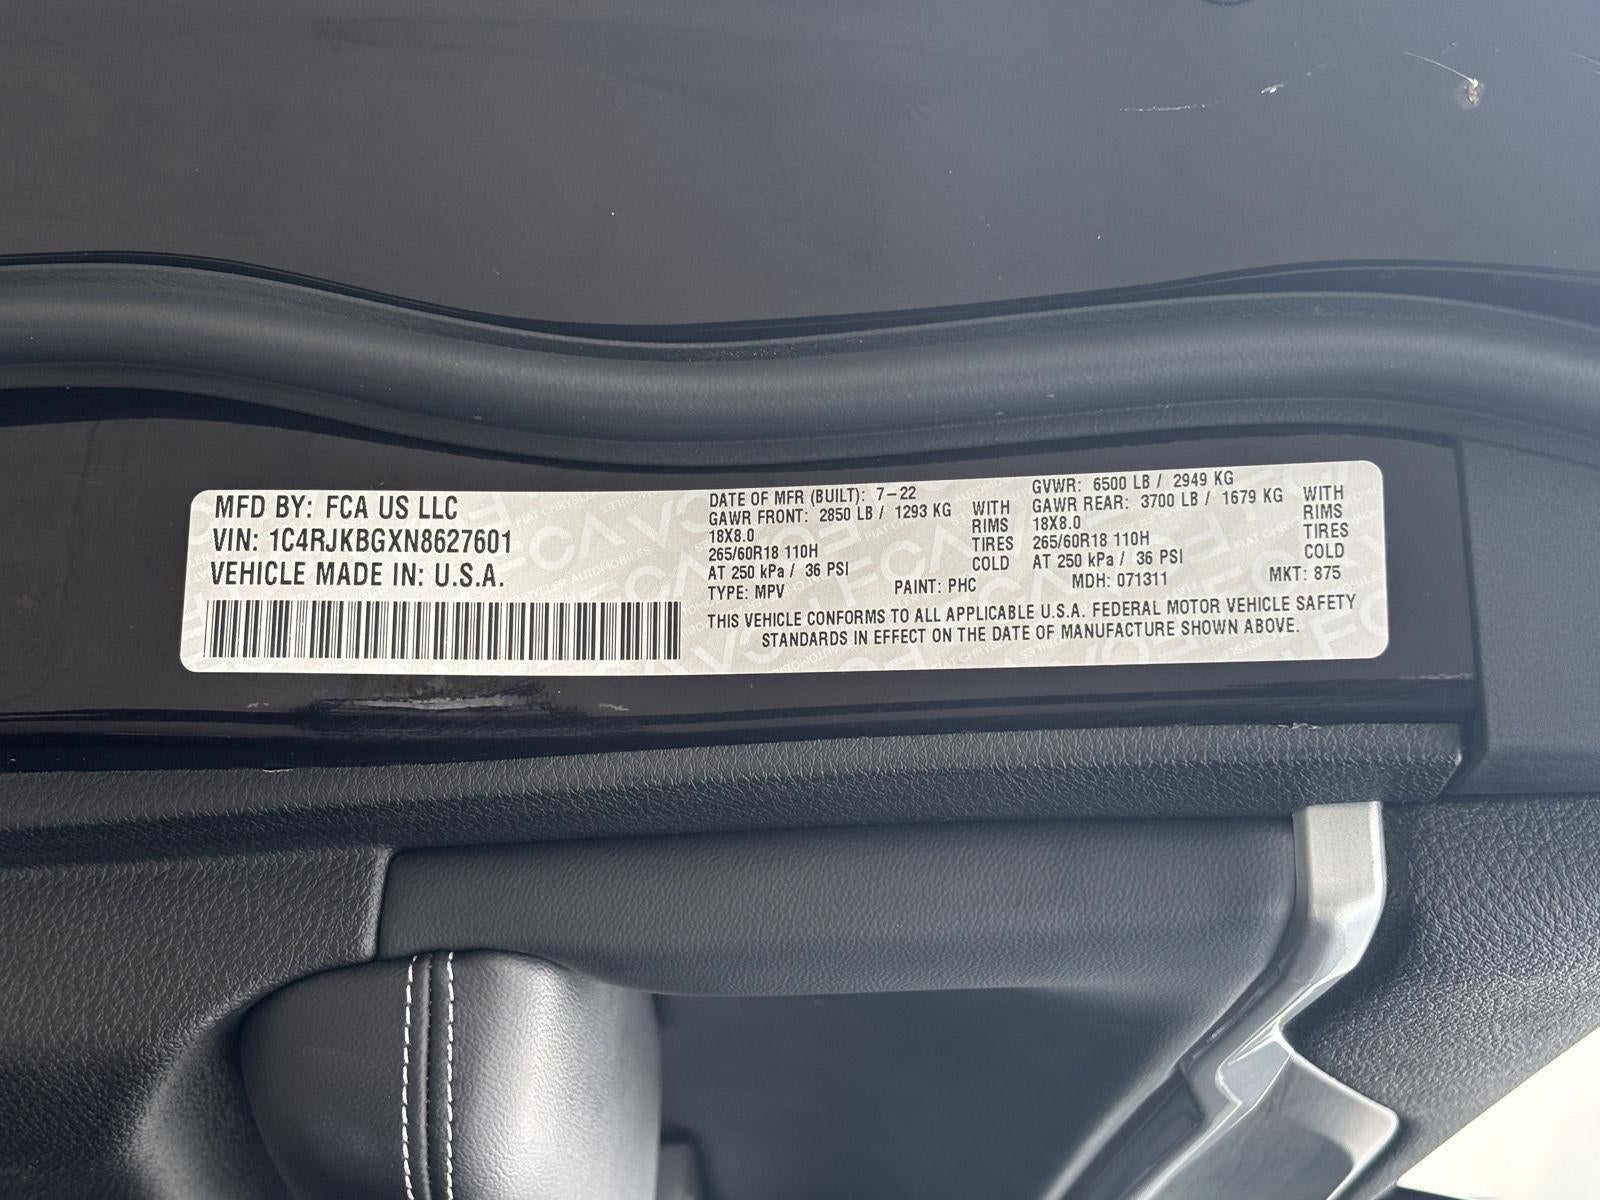 MFD BY: FCA US LLC
VIN: 1C4RJKBGXN8627601
VEHICLE MADE IN: U.S.A.
DATE OF MFR (BUILT): 7-22
GAWR FRONT: 2850 LB / 1293 KG WITH
18X8.0 RIMS
265/60R18 110H TIRES
AT 250 kPa / 36 PSI COLD
TYPE: MPV PAINT: PHC
GVWR: 6500 LB / 2949 KG
GAWR REAR: 3700 LB / 1679 KG WITH
18X8.0 RIMS
265/60R18 110H TIRES
AT 250 kPa / 36 PSI COLD
MDH: 071311 MKT: 875
THIS VEHICLE CONFORMS TO ALL APPLICABLE U.S.A. FEDERAL MOTOR VEHICLE SAFETY
STANDARDS IN EFFECT ON THE DATE OF MANUFACTURE SHOWN ABOVE.